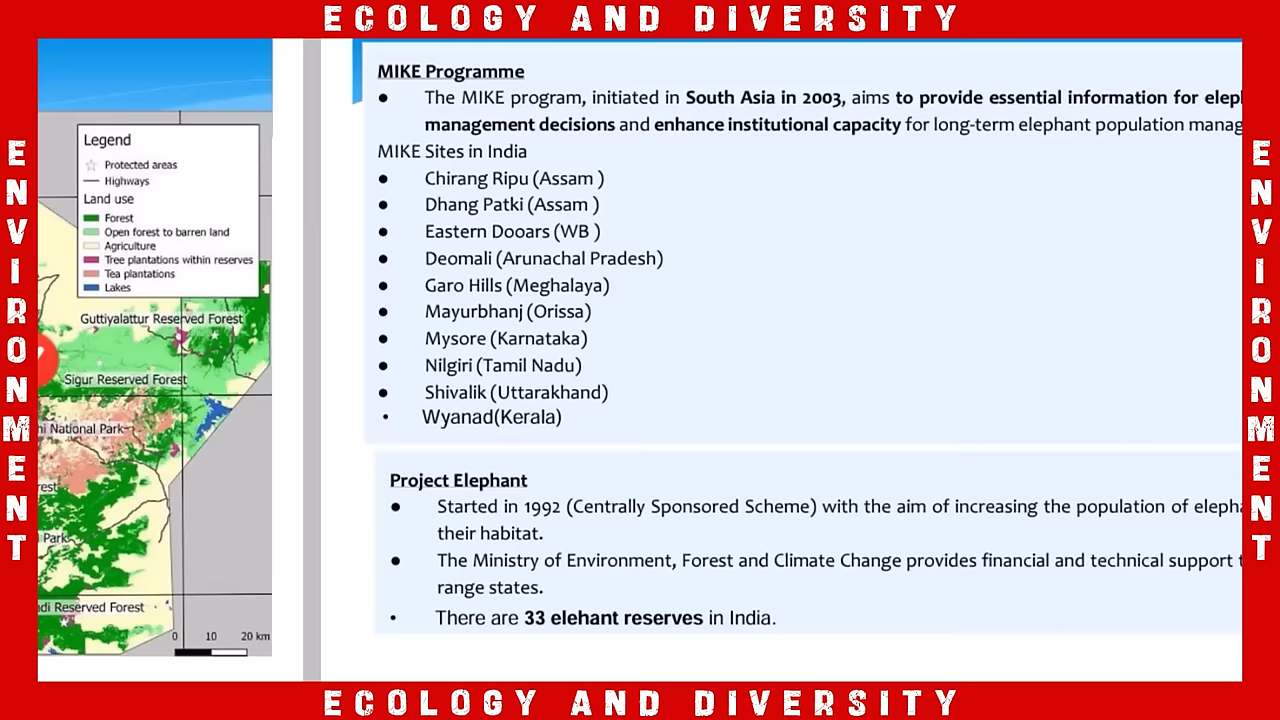 ECOLOGY AND DIVERSITY
ENVIRONMENT
Legend
Protected areas
Highways
Land use
Forest
Open forest to barren land
Agriculture
Tree plantations within reserves
Tea plantations
Lakes
Guttiyalattur Reserved Forest
Sigur Reserved Forest
National Park
Park
Reserved Forest
0 10 20 km
MIKE Programme
● The MIKE program, initiated in South Asia in 2003, aims to provide essential information for
management decisions and enhance institutional capacity for long-term elephant population
MIKE Sites in India
● Chirang Ripu (Assam )
● Dhang Patki (Assam )
● Eastern Dooars (WB )
● Deomali (Arunachal Pradesh)
● Garo Hills (Meghalaya)
● Mayurbhanj (Orissa)
● Mysore (Karnataka)
● Nilgiri (Tamil Nadu)
● Shivalik (Uttarakhand)
• Wyanad(Kerala)
Project Elephant
● Started in 1992 (Centrally Sponsored Scheme) with the aim of increasing the population of
their habitat.
● The Ministry of Environment, Forest and Climate Change provides financial and technical support
range states.
• There are 33 elehant reserves in India.
ENVIRONMENT
ECOLOGY AND DIVERSITY